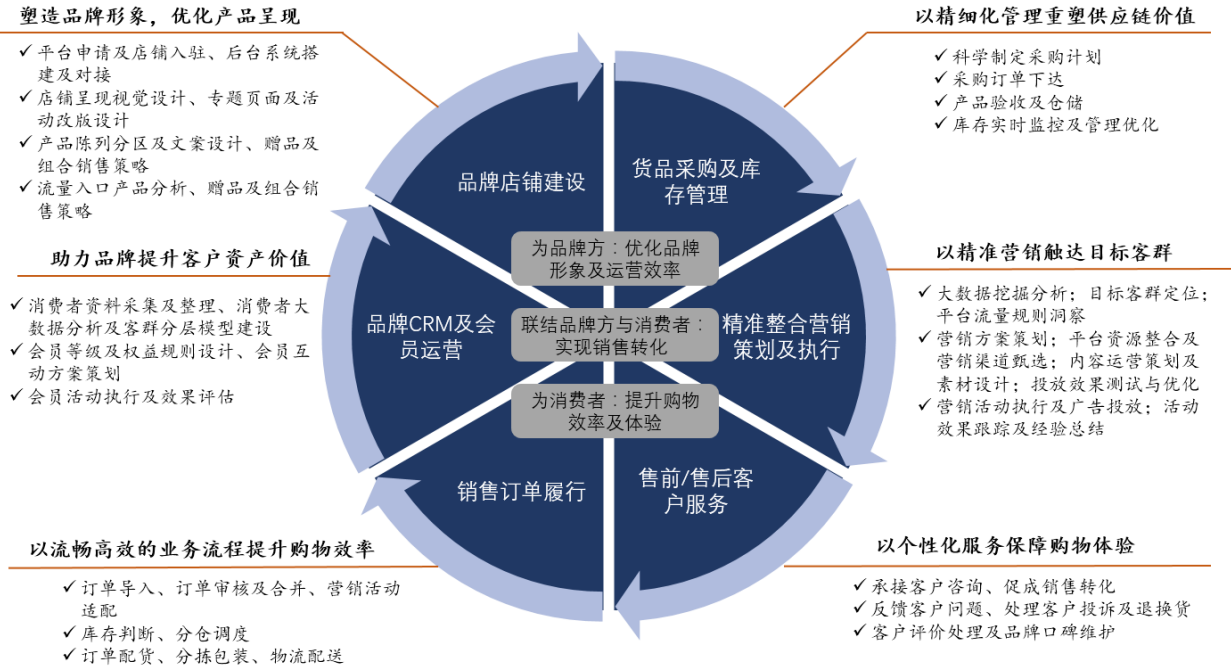 塑造品牌形象，优化产品呈现
✓ 平台申请及店铺入驻、后台系统搭
建及对接
✓ 店铺呈现视觉设计、专题页面及活
动改版设计
✓ 产品陈列分区及文案设计、赠品及
组合销售策略
✓ 流量入口产品分析、赠品及组合销
售策略
以精细化管理重塑供应链价值
✓ 科学制定采购计划
✓ 采购订单下达
✓ 产品验收及仓储
✓ 库存实时监控及管理优化
品牌店铺建设
货品采购及库
存管理
为品牌方：优化品牌
形象及运营效率
助力品牌提升客户资产价值
✓ 消费者资料采集及整理、消费者大
数据分析及客群分层模型建设
✓ 会员等级及权益规则设计、会员互
动方案策划
✓ 会员活动执行及效果评估
品牌CRM及会
员运营
联结品牌方与消费者：
实现销售转化
精准整合营销
策划及执行
以精准营销触达目标客群
✓ 大数据挖掘分析；目标客群定位；
平台流量规则洞察
✓ 营销方案策划；平台资源整合及
营销渠道甄选；内容运营策划及
素材设计；投放效果测试与优化
✓ 营销活动执行及广告投放；活动
效果跟踪及经验总结
为消费者：提升购物
效率及体验
销售订单履行
售前/售后客
户服务
以流畅高效的业务流程提升购物效率
✓ 订单导入、订单审核及合并、营销活动
适配
✓ 库存判断、分仓调度
✓ 订单配货、分拣包装、物流配送
以个性化服务保障购物体验
✓ 承接客户咨询、促成销售转化
✓ 反馈客户问题、处理客户投诉及退换货
✓ 客户评价处理及品牌口碑维护